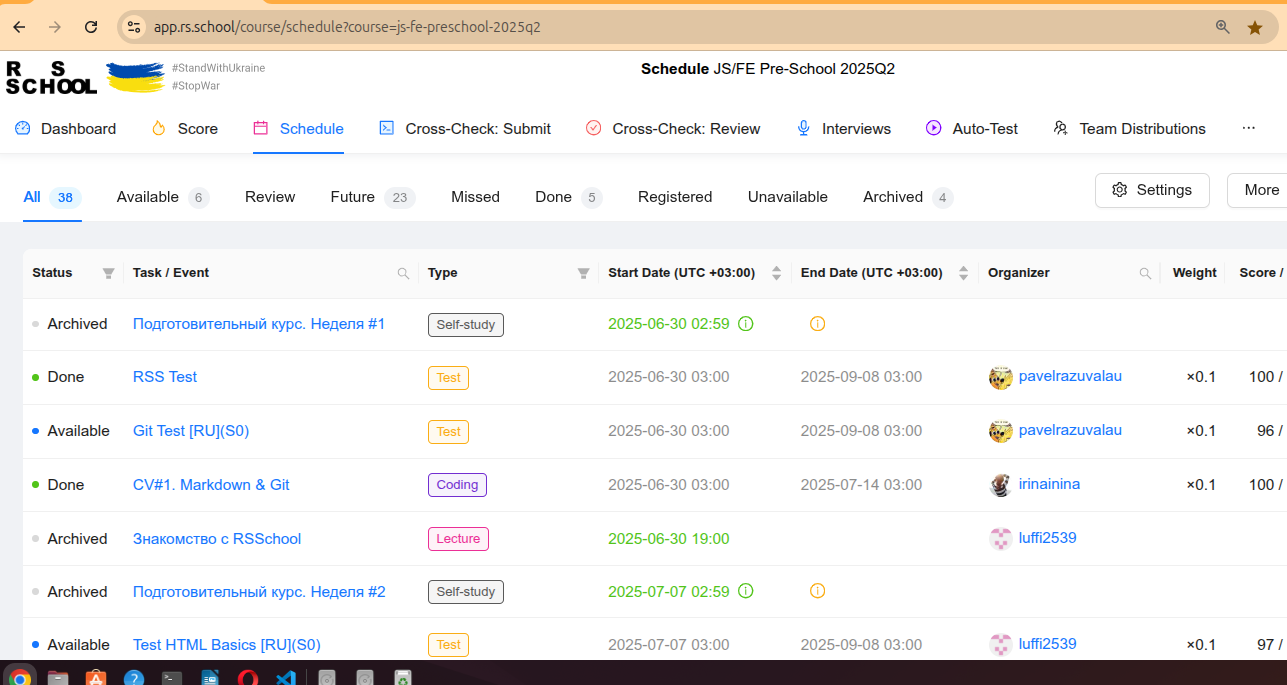 app.rs.school/course/schedule?course=js-fe-preschool-2025q2
R S
SCHOOL
#StandWithUkraine
#StopWar
Schedule JS/FE Pre-School 2025Q2
Dashboard Score Schedule Cross-Check: Submit Cross-Check: Review Interviews Auto-Test Team Distributions ...
All 38 Available 6 Review Future 23 Missed Done 5 Registered Unavailable Archived 4 Settings More
Status Task / Event Type Start Date (UTC +03:00) End Date (UTC +03:00) Organizer Weight Score /
Archived Подготовительный курс. Неделя #1 Self-study 2025-06-30 02:59
Done RSS Test Test 2025-06-30 03:00 2025-09-08 03:00 pavelrazuvalau ×0.1 100 /
Available Git Test [RU](S0) Test 2025-06-30 03:00 2025-09-08 03:00 pavelrazuvalau ×0.1 96 /
Done CV#1. Markdown & Git Coding 2025-06-30 03:00 2025-07-14 03:00 irinainina ×0.1 100 /
Archived Знакомство с RSSchool Lecture 2025-06-30 19:00 luffi2539
Archived Подготовительный курс. Неделя #2 Self-study 2025-07-07 02:59
Available Test HTML Basics [RU](S0) Test 2025-07-07 03:00 2025-09-08 03:00 luffi2539 ×0.1 97 /